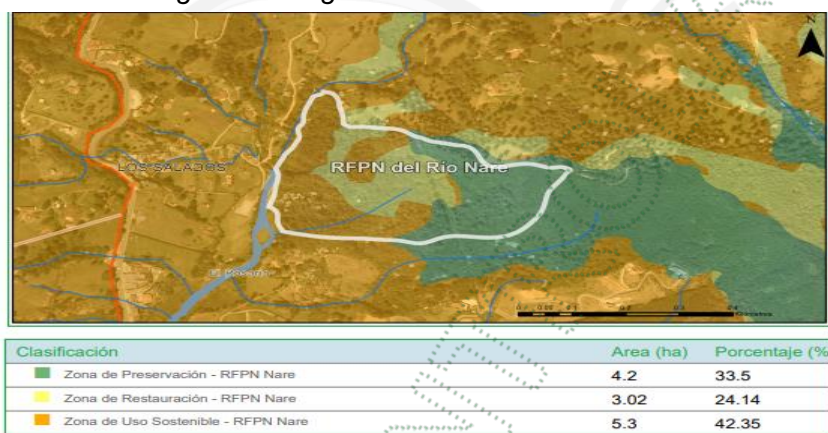 N
LOS SALADOS
RFPN del Río Nare
El Rosario
Clasificación Area (ha) Porcentaje (%
Zona de Preservación - RFPN Nare 4.2 33.5
Zona de Restauración - RFPN Nare 3.02 24.14
Zona de Uso Sostenible - RFPN Nare 5.3 42.35